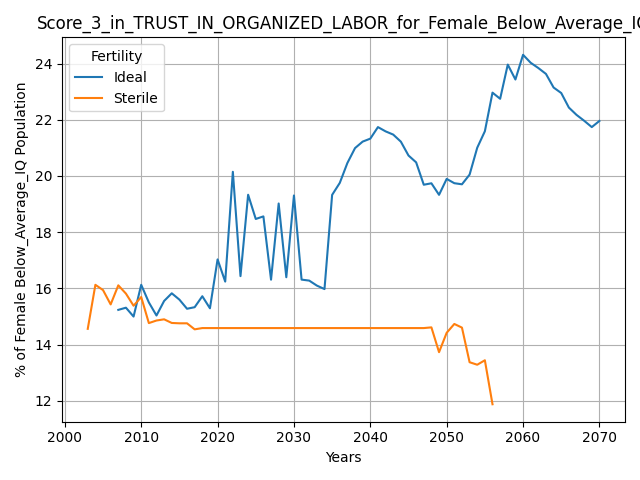 Score_3_in_TRUST_IN_ORGANIZED_LABOR_for_Female_Below_Average_IQ
Fertility
Ideal
Sterile
% of Female Below_Average_IQ Population
24
22
20
18
16
14
12
2000 2010 2020 2030 2040 2050 2060 2070
Years